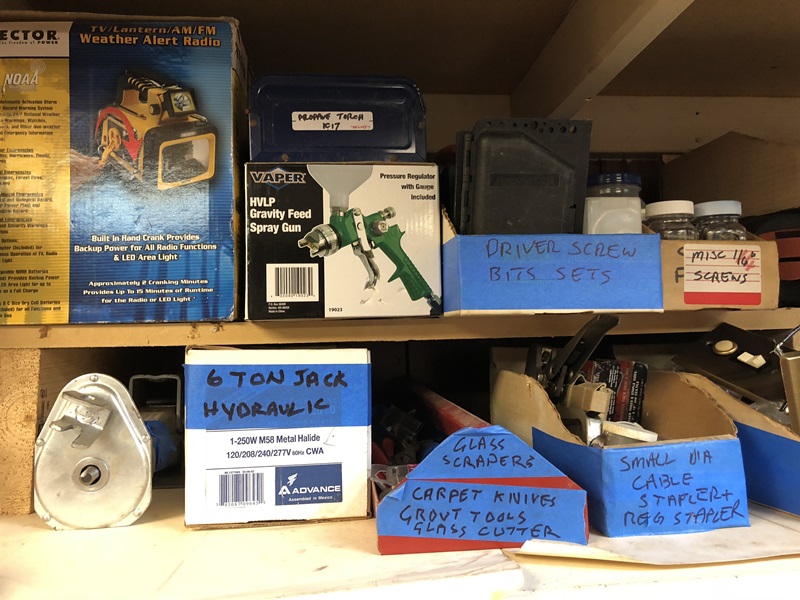 ECTOR
NOAA
TV/Lantern/AM/FM
Weather Alert Radio
Built In Hand Crank Provides
Backup Power for All Radio Functions
& LED Area Light
Approximately 2 Cranking Minutes
Provides Up To 15 Minutes of Runtime
for the Radio or LED Light
PROPANE TORCH
VAPER
HVLP
Gravity Feed
Spray Gun
Pressure Regulator
with Gauge
Included
19023
DRIVER SCREW
BITS SETS
MISC
SCREWS
6 TON JACK
HYDRAULIC
1-250W M58 Metal Halide
120/208/240/277V 60Hz CWA
ADVANCE
Assembled in Mexico
GLASS
SCRAPERS
CARPET KNIVES
GROUT TOOLS
GLASS CUTTER
SMALL DIA
CABLE
STAPLER +
REG STAPLER